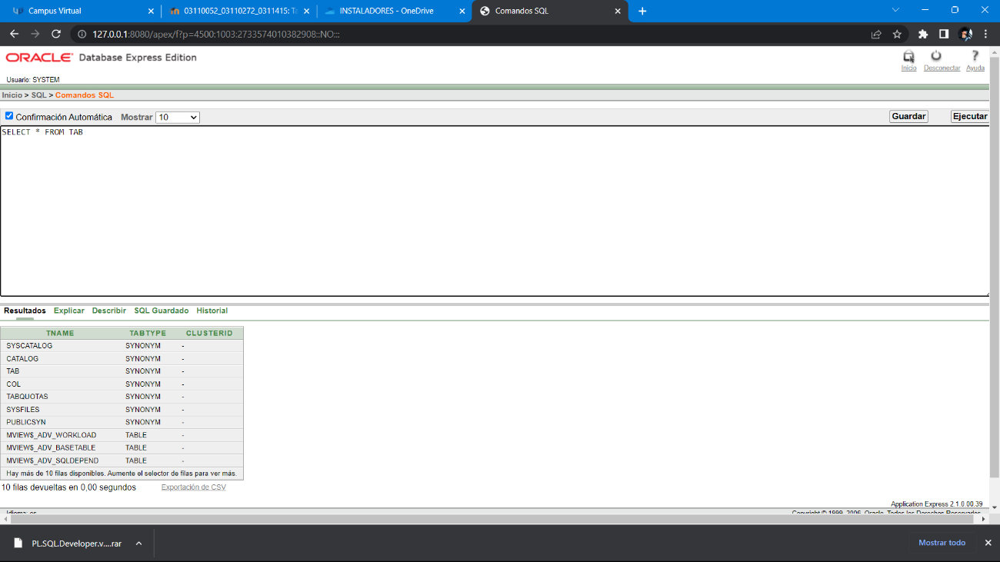 Campus Virtual
03110052_03110272_0311415: Ta
INSTALADORES - OneDrive
Comandos SQL
127.0.0.1:8080/apex/f?p=4500:1003:2733574010382908::NO:::
ORACLE Database Express Edition
Inicio Desconectar Ayuda
Usuario: SYSTEM
Inicio > SQL > Comandos SQL
Confirmación Automática Mostrar 10 Guardar Ejecutar
SELECT * FROM TAB
Resultados Explicar Describir SQL Guardado Historial
TNAME TABTYPE CLUSTERID
SYSCATALOG SYNONYM -
CATALOG SYNONYM -
TAB SYNONYM -
COL SYNONYM -
TABQUOTAS SYNONYM -
SYSFILES SYNONYM -
PUBLICSYN SYNONYM -
MVIEW$_ADV_WORKLOAD TABLE -
MVIEW$_ADV_BASETABLE TABLE -
MVIEW$_ADV_SQLDEPEND TABLE -
Hay más de 10 filas disponibles. Aumente el selector de filas para ver más.
10 filas devueltas en 0,00 segundos Exportación de CSV
Application Express 2.1.0.00.39
Idioma: es Copyright © 1999, 2006, Oracle. Todos los Derechos Reservados.
PL.SQL.Developer.v....rar Mostrar todo